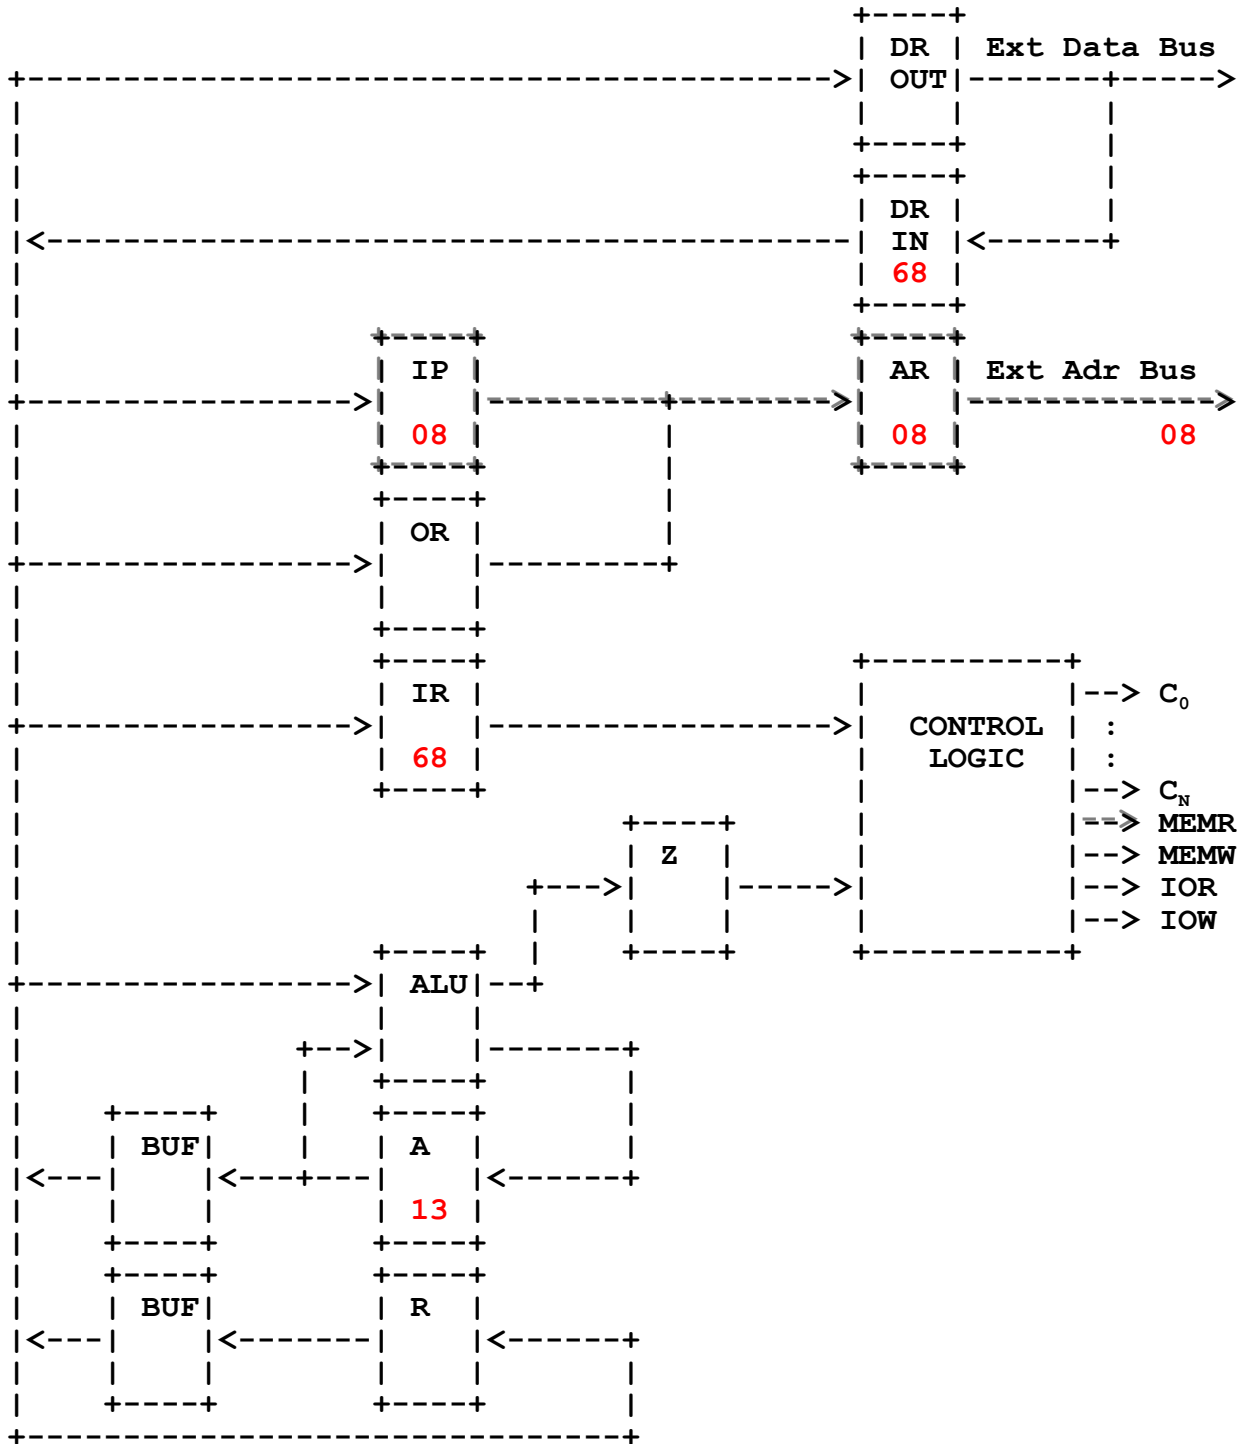 DR Ext Data Bus
OUT
DR
IN
68
IP AR Ext Adr Bus
08 08 08
OR
IR C₀
CONTROL :
68 LOGIC :
C_N
Z MEMR
MEMW
IOR
IOW
ALU
BUF A
13
BUF R